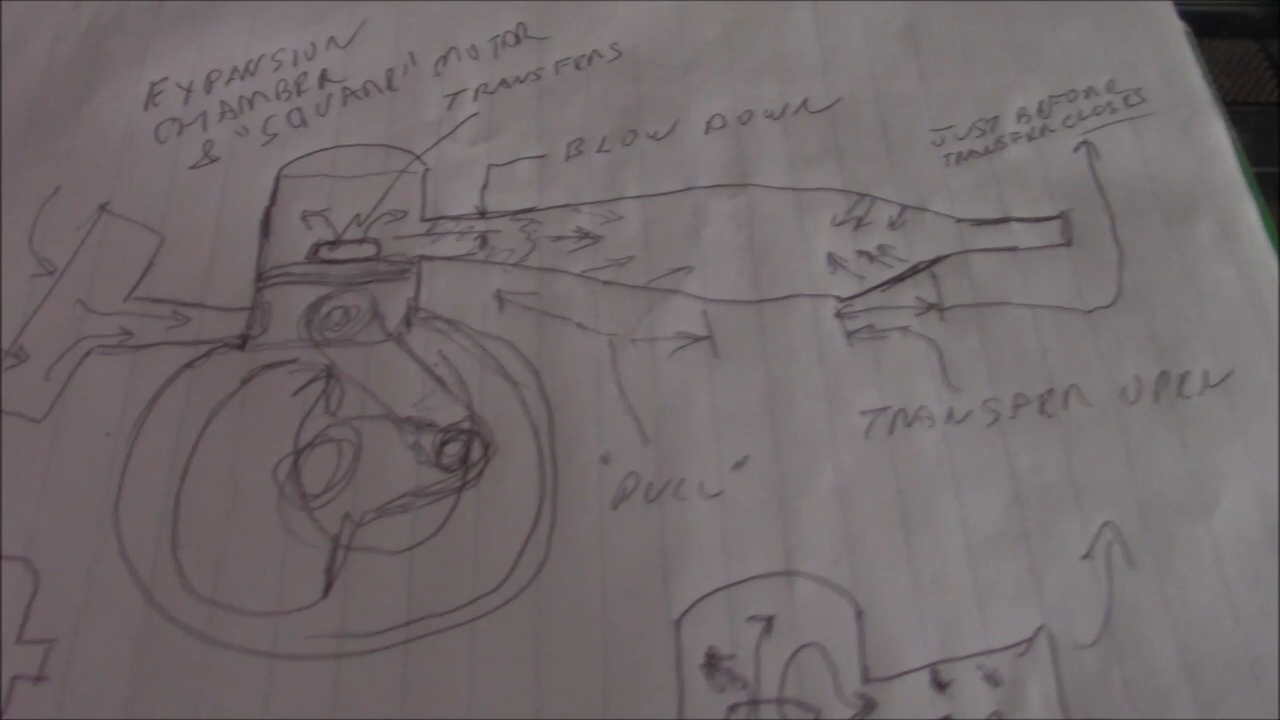 EXPANSION
CHAMBER
& "SQUARE" MOTOR
TRANSFERS
BLOW DOWN
JUST BEFORE
TRANSFER CLOSES
TRANSFER OPEN
"PULL"